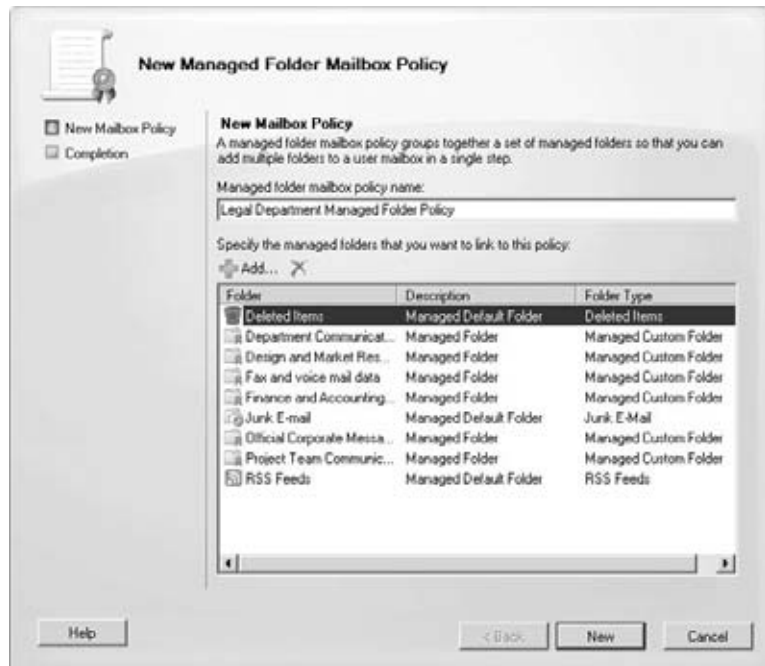 New Managed Folder Mailbox Policy
New Mailbox Policy
Completion
New Mailbox Policy
A managed folder mailbox policy groups together a set of managed folders so that you can
add multiple folders to a user mailbox in a single step.
Managed folder mailbox policy name:
Legal Department Managed Folder Policy
Specify the managed folders that you want to link to this policy:
Add...
Folder Description Folder Type
Deleted Items Managed Default Folder Deleted Items
Department Communicat... Managed Folder Managed Custom Folder
Design and Market Res... Managed Folder Managed Custom Folder
Fax and voice mail data Managed Folder Managed Custom Folder
Finance and Accounting... Managed Folder Managed Custom Folder
Junk E-mail Managed Default Folder Junk E-Mail
Official Corporate Messa... Managed Folder Managed Custom Folder
Project Team Communic... Managed Folder Managed Custom Folder
RSS Feeds Managed Default Folder RSS Feeds
Help
< Back
New
Cancel